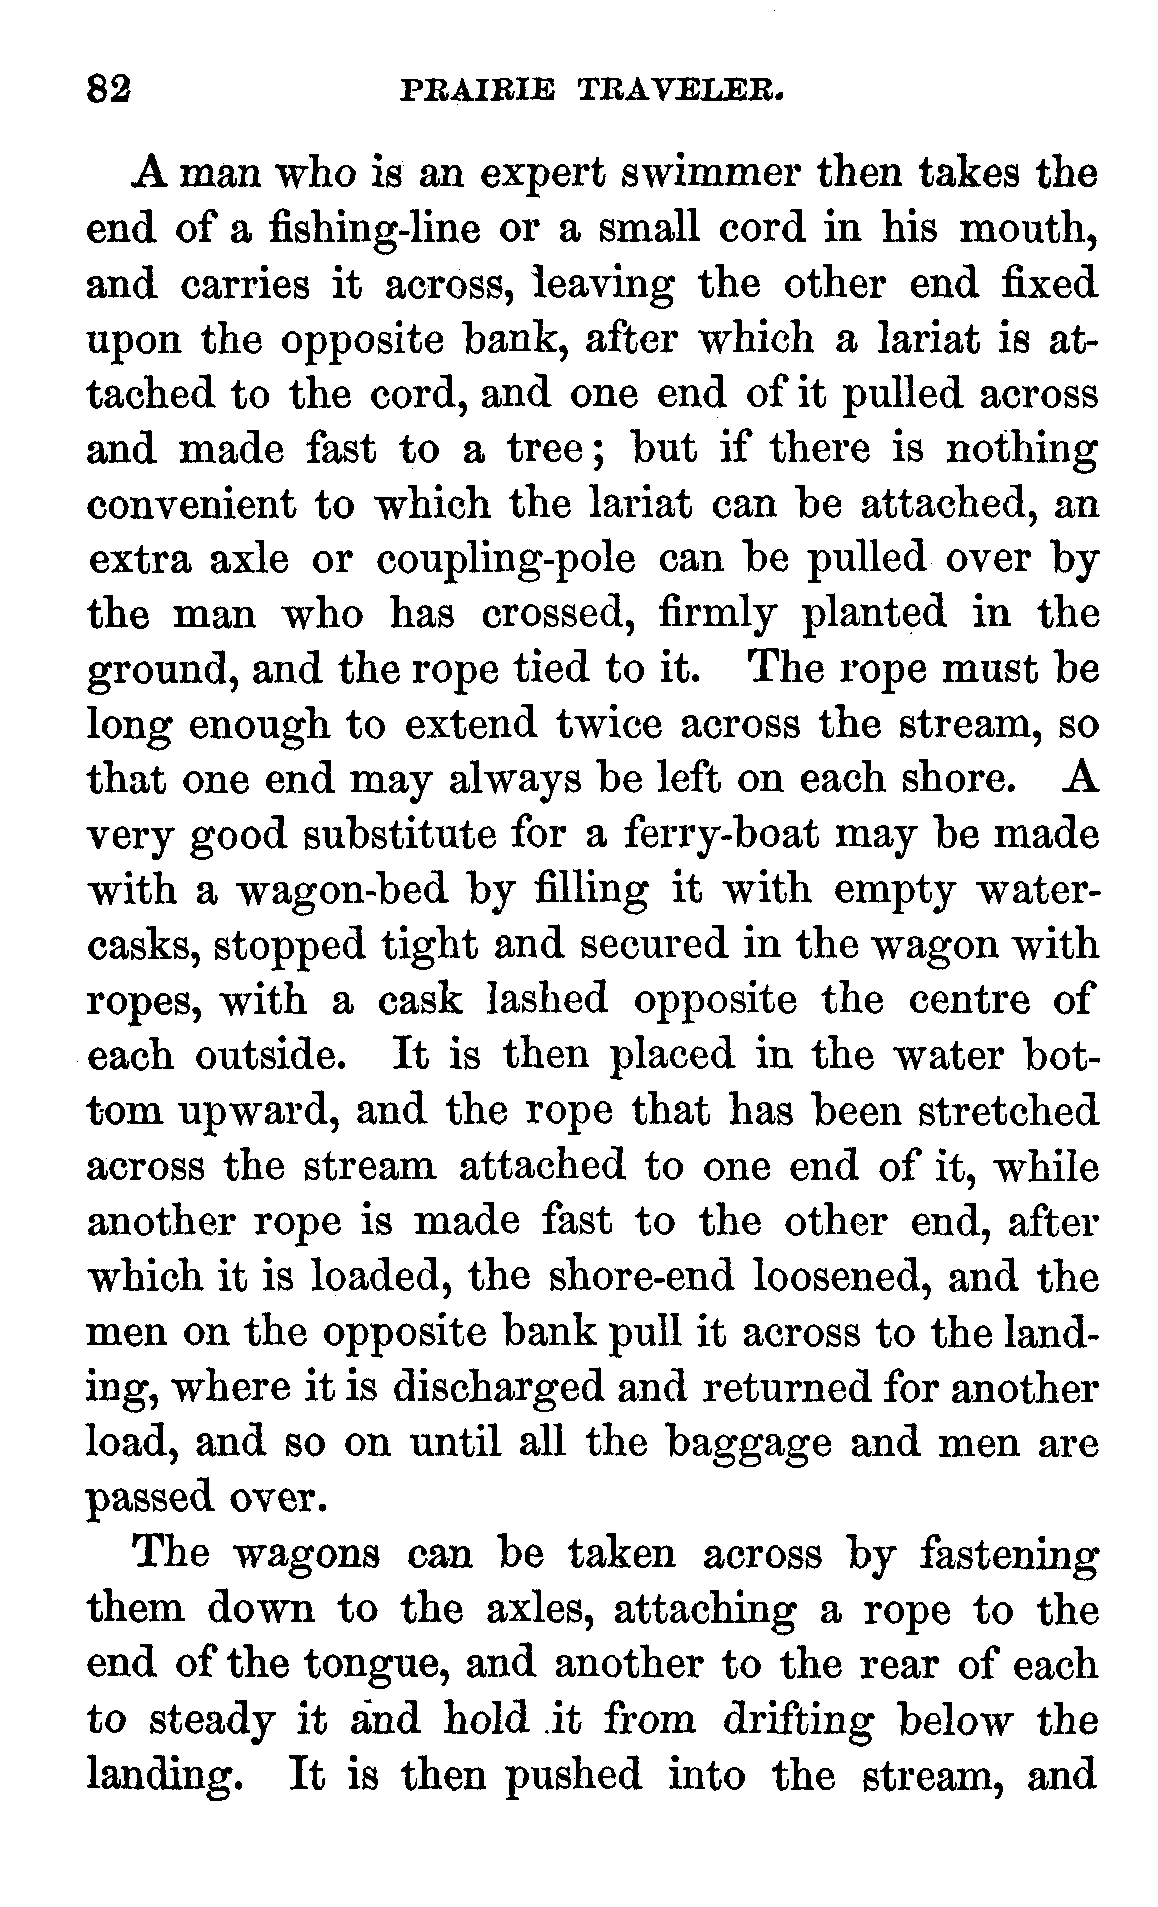 82 PRAIRIE TRAVELER.
A man who is an expert swimmer then takes the
end of a fishing-line or a small cord in his mouth,
and carries it across, leaving the other end fixed
upon the opposite bank, after which a lariat is at-
tached to the cord, and one end of it pulled across
and made fast to a tree; but if there is nothing
convenient to which the lariat can be attached, an
extra axle or coupling-pole can be pulled over by
the man who has crossed, firmly planted in the
ground, and the rope tied to it. The rope must be
long enough to extend twice across the stream, so
that one end may always be left on each shore. A
very good substitute for a ferry-boat may be made
with a wagon-bed by filling it with empty water-
casks, stopped tight and secured in the wagon with
ropes, with a cask lashed opposite the centre of
each outside. It is then placed in the water bot-
tom upward, and the rope that has been stretched
across the stream attached to one end of it, while
another rope is made fast to the other end, after
which it is loaded, the shore-end loosened, and the
men on the opposite bank pull it across to the land-
ing, where it is discharged and returned for another
load, and so on until all the baggage and men are
passed over.
The wagons can be taken across by fastening
them down to the axles, attaching a rope to the
end of the tongue, and another to the rear of each
to steady it and hold it from drifting below the
landing. It is then pushed into the stream, and